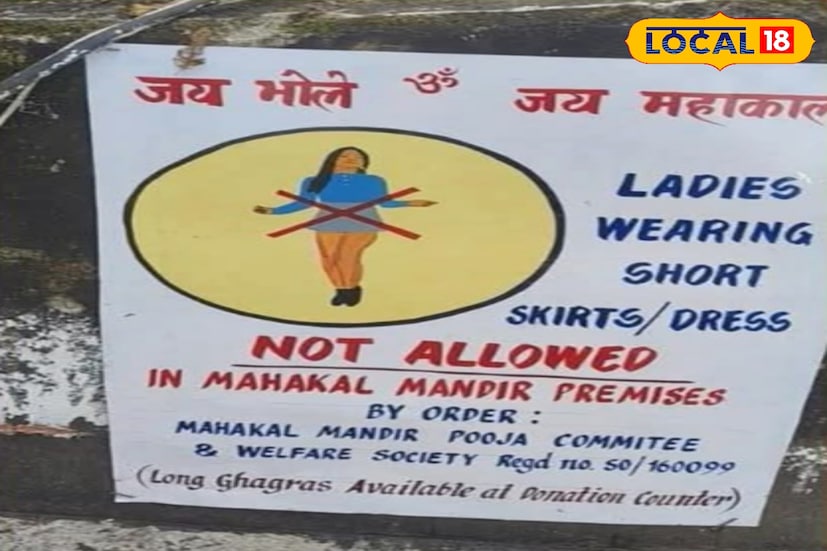 LOCAL 18
जय भोले ॐ जय महाकाल
LADIES
WEARING
SHORT
SKIRTS/DRESS
NOT ALLOWED
IN MAHAKAL MANDIR PREMISES
BY ORDER :
MAHAKAL MANDIR POOJA COMMITEE
& WELFARE SOCIETY Regd no. SO/160099
(Long Ghagras Available at Donation Counter)